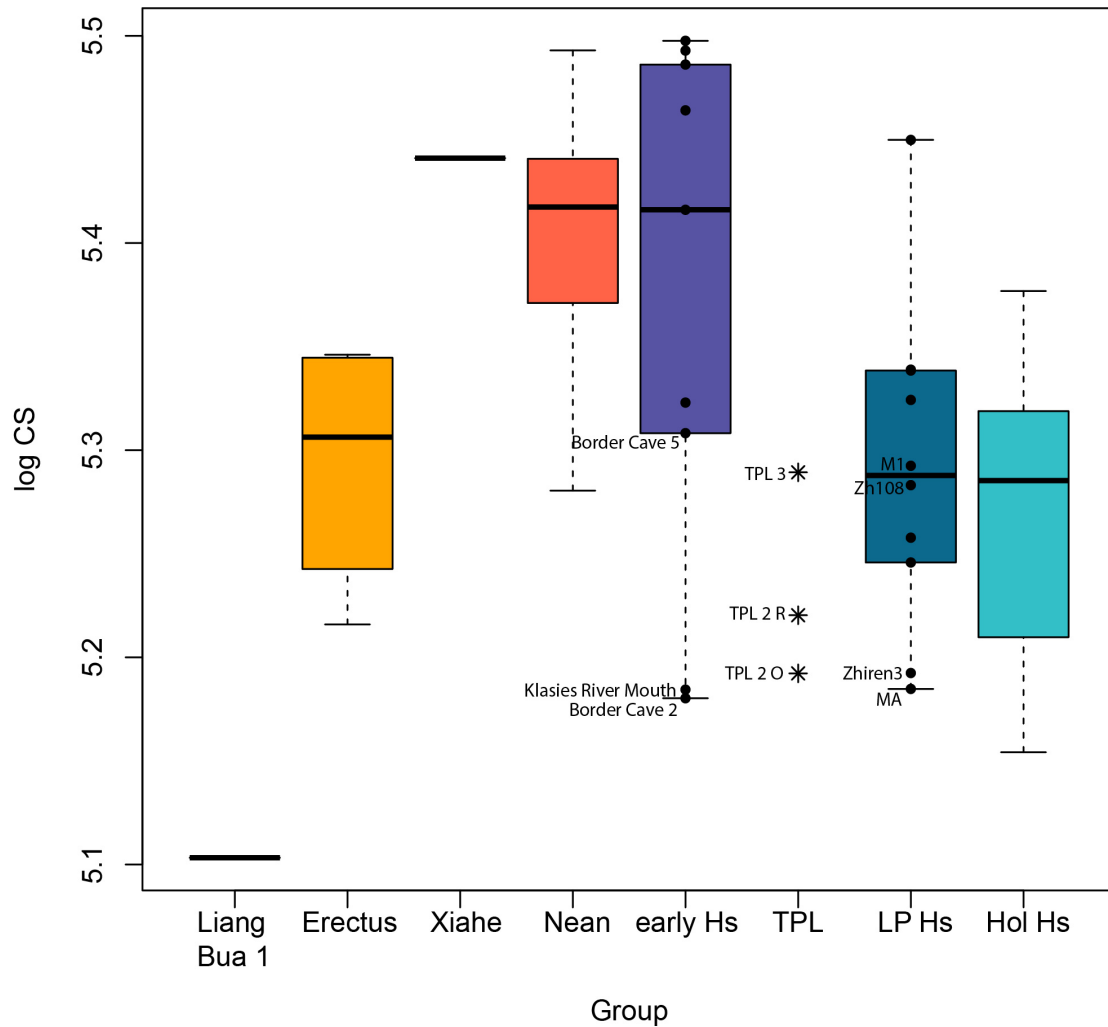 5.5
5.4
5.3
5.2
5.1
log CS
Border Cave 5
TPL 3
M1
Zh108
TPL 2 R
TPL 2 O
Zhiren3
Klasies River Mouth
MA
Border Cave 2
Liang
Bua 1
Erectus
Xiahe
Nean
early Hs
TPL
LP Hs
Hol Hs
Group